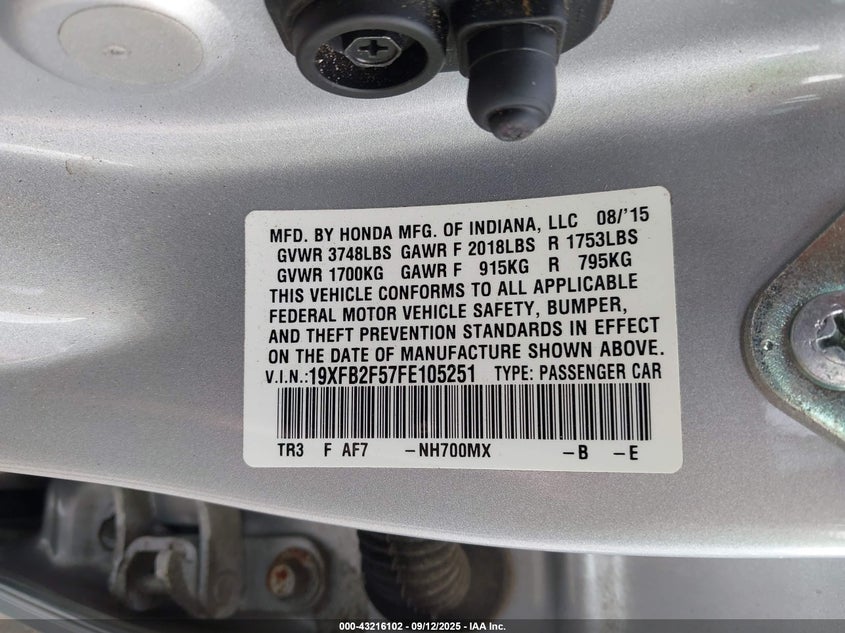 MFD. BY HONDA MFG. OF INDIANA, LLC 08/'15
GVWR 3748LBS GAWR F 2018LBS R 1753LBS
GVWR 1700KG GAWR F 915KG R 795KG
THIS VEHICLE CONFORMS TO ALL APPLICABLE
FEDERAL MOTOR VEHICLE SAFETY, BUMPER,
AND THEFT PREVENTION STANDARDS IN EFFECT
ON THE DATE OF MANUFACTURE SHOWN ABOVE.
V.I.N.:19XFB2F57FE105251 TYPE: PASSENGER CAR
TR3 F AF7 –NH700MX –B –E
000-43216102 - 09/12/2025 - IAA Inc.